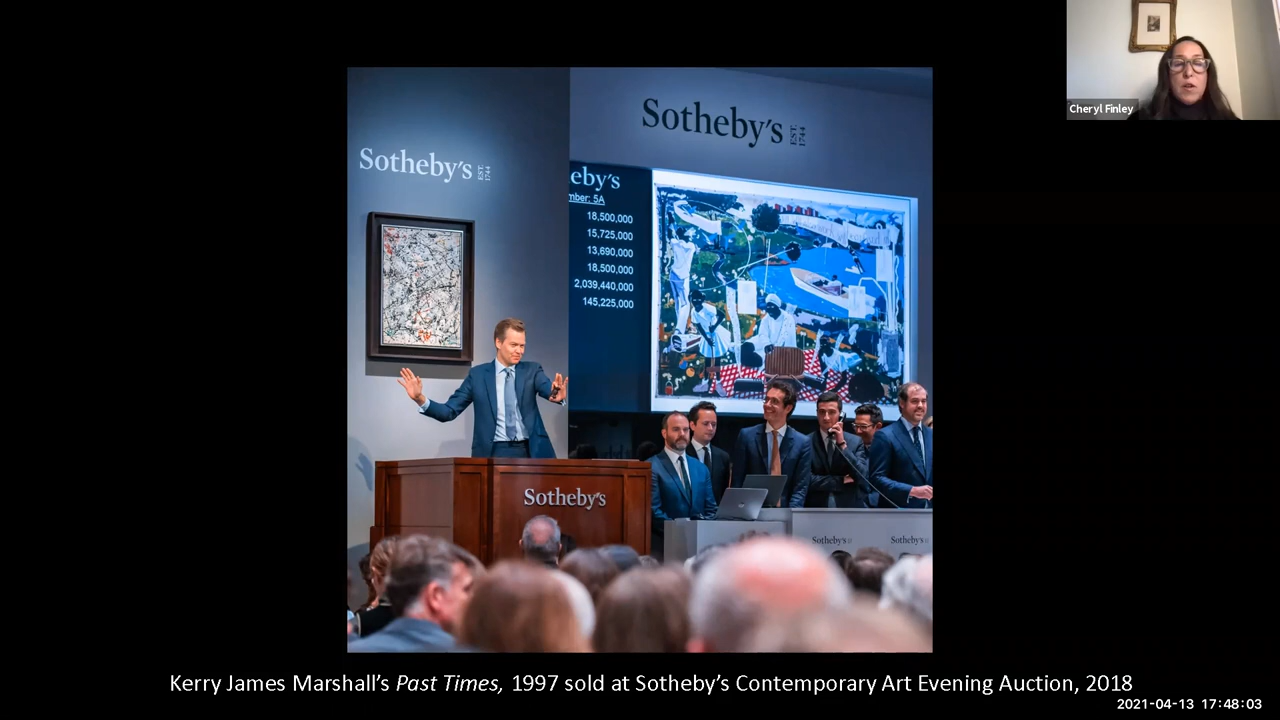 Cheryl Finley
Sotheby's EST. 1744
Sotheby's EST. 1744
eby's
mber: 5A
18,500,000
15,725,000
13,690,000
18,500,000
2,039,440,000
145,225,000
Sotheby's
Sotheby's
Sotheby's
Kerry James Marshall's Past Times, 1997 sold at Sotheby's Contemporary Art Evening Auction, 2018
2021-04-13 17:48:03